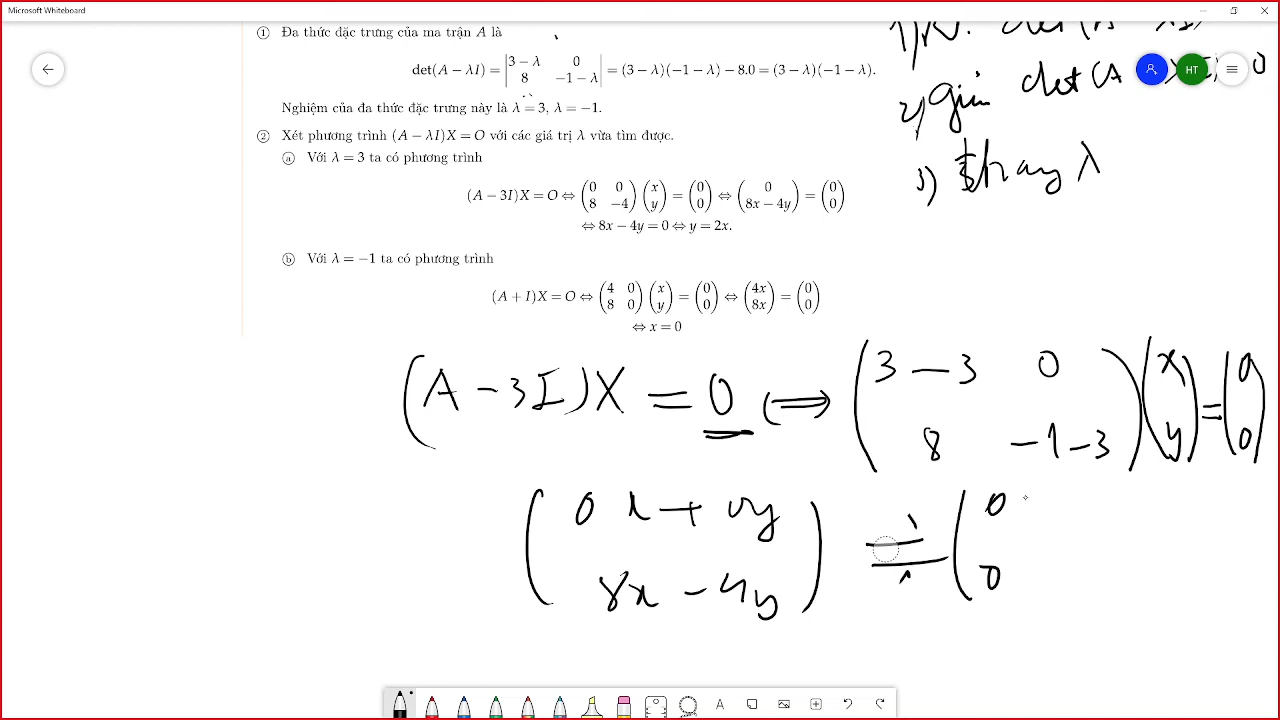 Microsoft Whiteboard
① Đa thức đặc trưng của ma trận A là
det(A − λI) = |3 − λ 0; 8 −1 − λ| = (3 − λ)(−1 − λ) − 8.0 = (3 − λ)(−1 − λ).
Nghiệm của đa thức đặc trưng này là λ = 3, λ = −1.
② Xét phương trình (A − λI)X = O với các giá trị λ vừa tìm được.
ⓐ Với λ = 3 ta có phương trình
(A − 3I)X = O ⇔ (0 0; 8 −4)(x; y) = (0; 0) ⇔ (0; 8x − 4y) = (0; 0)
⇔ 8x − 4y = 0 ⇔ y = 2x.
ⓑ Với λ = −1 ta có phương trình
(A + I)X = O ⇔ (4 0; 8 0)(x; y) = (0; 0) ⇔ (4x; 8x) = (0; 0)
⇔ x = 0
HT
2) Giải det(A
3) thay λ
(A − 3I)X = 0 ⇔ (3 − 3 0; 8 −1 − 3)(x; y) = (0; 0)
(0x + 0y; 8x − 4y) = (0; 0